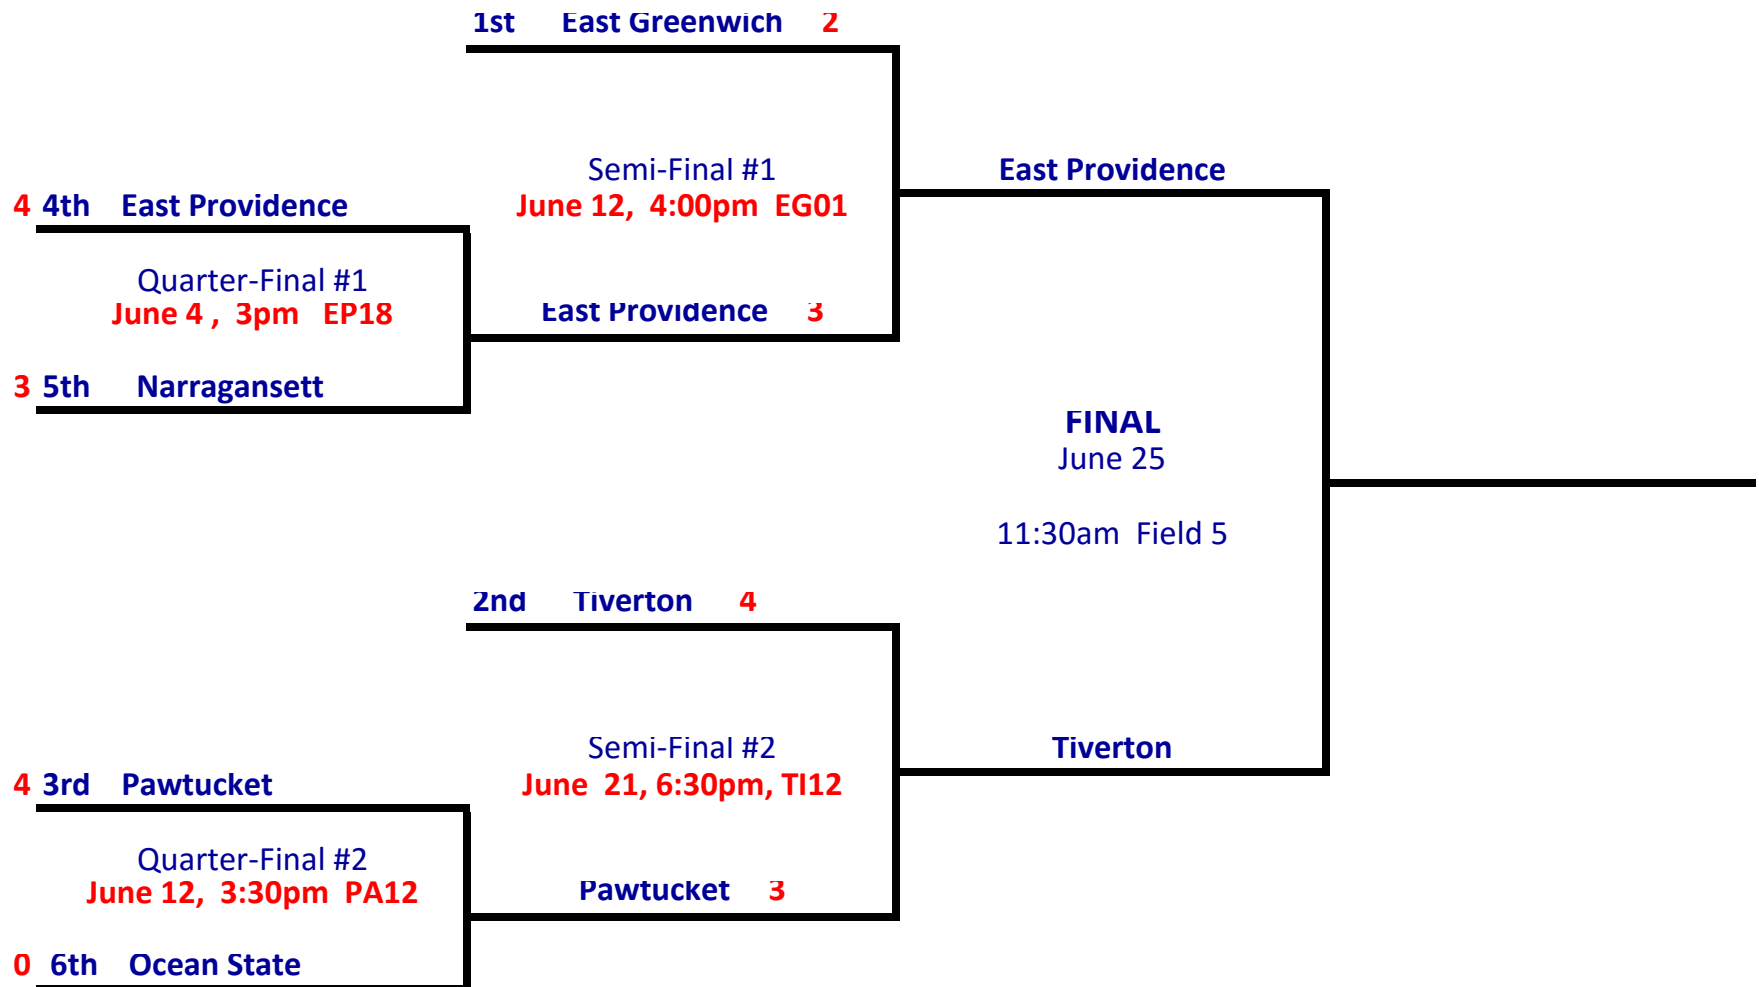 1st East Greenwich 2
Semi-Final #1
June 12, 4:00pm EG01
East Providence
4 4th East Providence
Quarter-Final #1
June 4 , 3pm EP18
East Providence 3
3 5th Narragansett
FINAL
June 25
11:30am Field 5
2nd Tiverton 4
Semi-Final #2
June 21, 6:30pm, TI12
Tiverton
4 3rd Pawtucket
Quarter-Final #2
June 12, 3:30pm PA12
Pawtucket 3
0 6th Ocean State